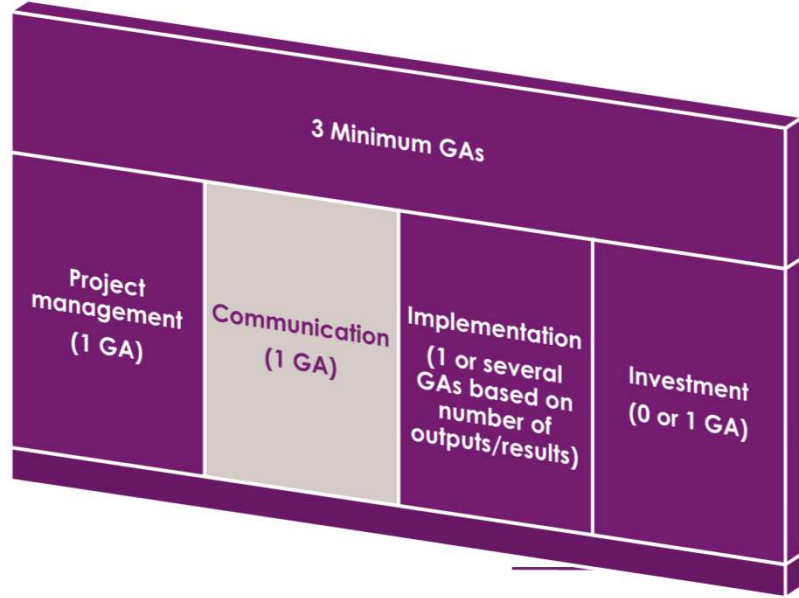 3 Minimum GAs
Project
management
(1 GA)
Communication
(1 GA)
Implementation
(1 or several
GAs based on
number of
outputs/results)
Investment
(0 or 1 GA)